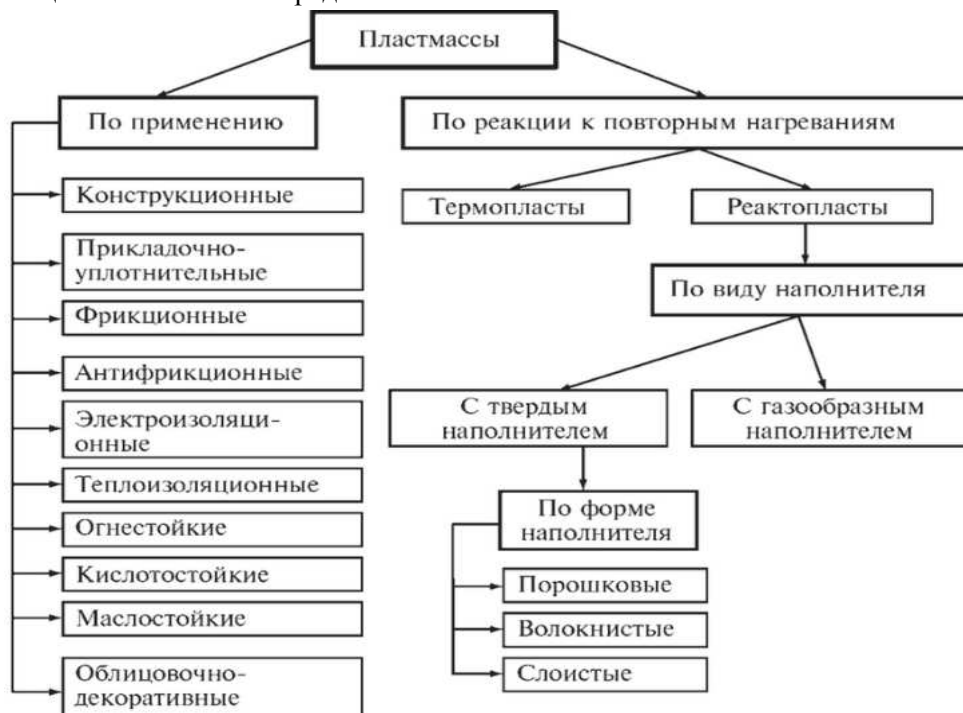 Пластмассы
По применению
По реакции к повторным нагреваниям
Конструкционные
Прикладочно-
уплотнительные
Фрикционные
Антифрикционные
Электроизоляци-
онные
Теплоизоляционные
Огнестойкие
Кислотостойкие
Маслостойкие
Облицовочно-
декоративные
Термопласты
Реактопласты
По виду наполнителя
С твердым
наполнителем
С газообразным
наполнителем
По форме
наполнителя
Порошковые
Волокнистые
Слоистые